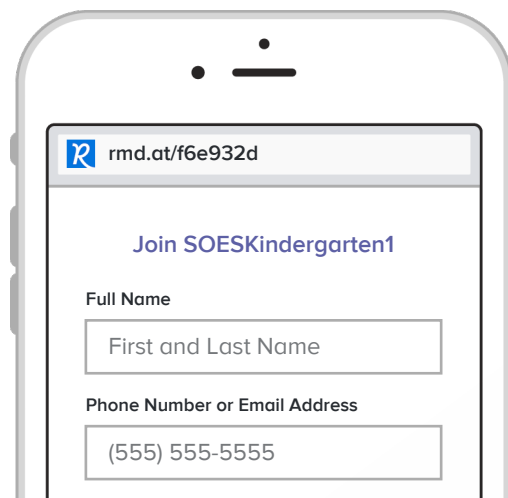 rmd.at/f6e932d
Join SOESKindergarten1
Full Name
First and Last Name
Phone Number or Email Address
(555) 555-5555